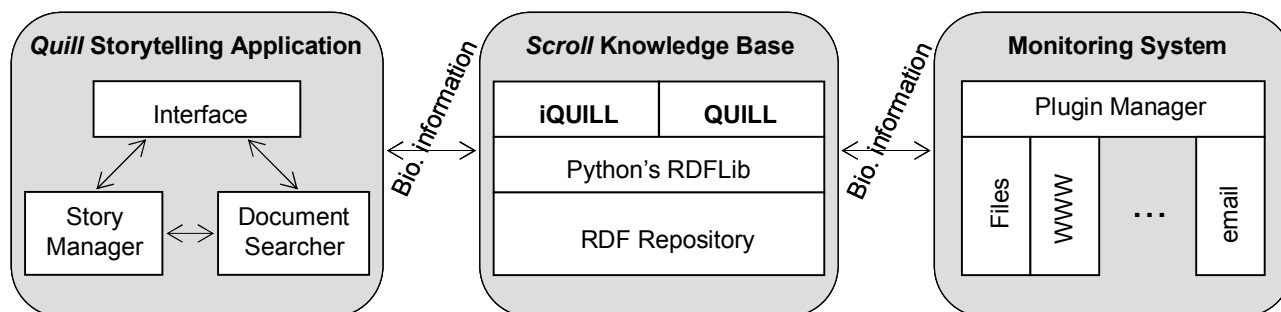 Quill Storytelling Application
Interface
Story
Manager
Document
Searcher
Bio. information
Scroll Knowledge Base
iQUILL
QUILL
Python's RDFLib
RDF Repository
Bio. information
Monitoring System
Plugin Manager
Files
WWW
...
email